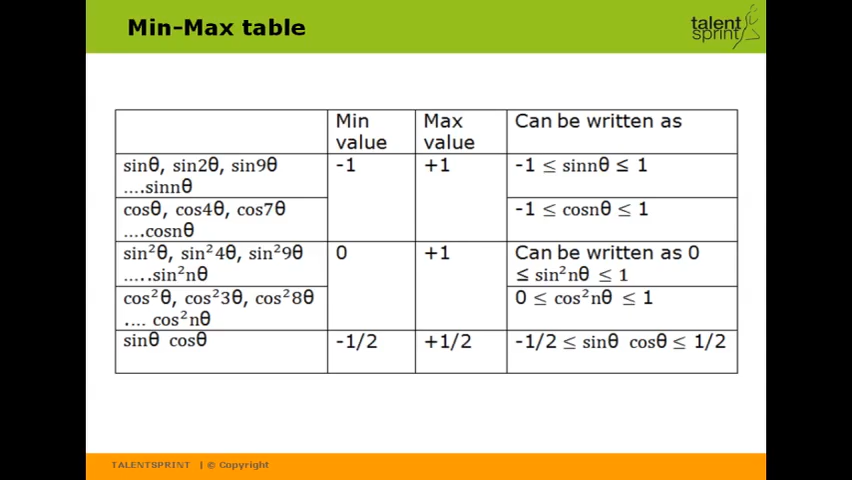 Min-Max table
talent
sprint
Min value
Max value
Can be written as
sinθ, sin2θ, sin9θ
....sinnθ
-1
+1
-1 ≤ sinnθ ≤ 1
cosθ, cos4θ, cos7θ
....cosnθ
-1 ≤ cosnθ ≤ 1
sin²θ, sin²4θ, sin²9θ
.....sin²nθ
0
+1
Can be written as 0
≤ sin²nθ ≤ 1
cos²θ, cos²3θ, cos²8θ
.... cos²nθ
0 ≤ cos²nθ ≤ 1
sinθ cosθ
-1/2
+1/2
-1/2 ≤ sinθ cosθ ≤ 1/2
TALENTSPRINT | © Copyright